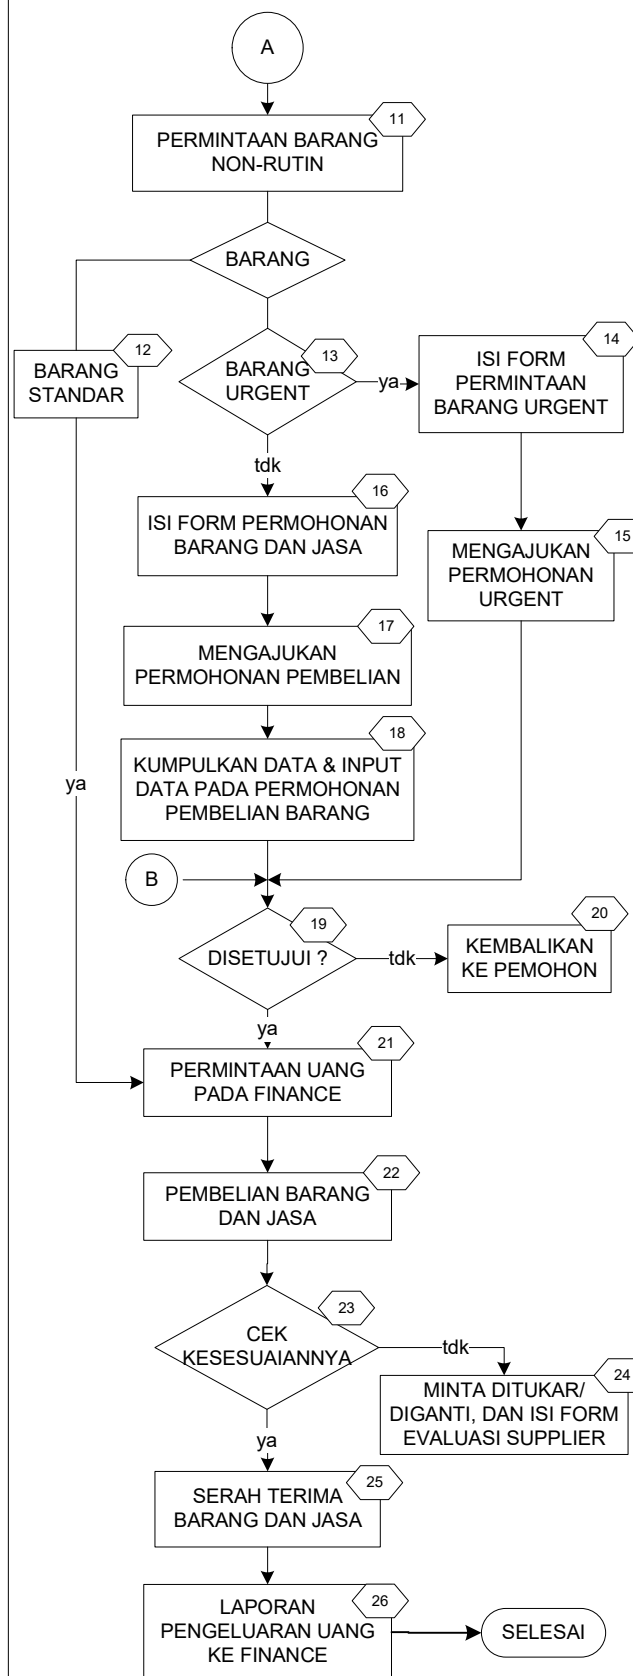 A
11
PERMINTAAN BARANG
NON-RUTIN
BARANG
12
BARANG
STANDAR
13
BARANG
URGENT
ya
14
ISI FORM
PERMINTAAN
BARANG URGENT
tdk
16
ISI FORM PERMOHONAN
BARANG DAN JASA
15
MENGAJUKAN
PERMOHONAN
URGENT
17
MENGAJUKAN
PERMOHONAN PEMBELIAN
18
KUMPULKAN DATA & INPUT
DATA PADA PERMOHONAN
PEMBELIAN BARANG
ya
B
19
DISETUJUI ?
tdk
20
KEMBALIKAN
KE PEMOHON
ya
21
PERMINTAAN UANG
PADA FINANCE
22
PEMBELIAN BARANG
DAN JASA
23
CEK
KESESUAIANNYA
tdk
24
MINTA DITUKAR/
DIGANTI, DAN ISI FORM
EVALUASI SUPPLIER
ya
25
SERAH TERIMA
BARANG DAN JASA
26
LAPORAN
PENGELUARAN UANG
KE FINANCE
SELESAI